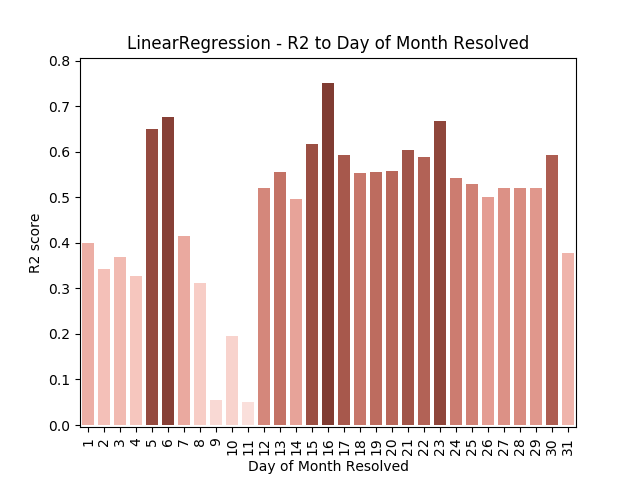 LinearRegression - R2 to Day of Month Resolved
0.8
0.7
0.6
0.5
0.4
0.3
0.2
0.1
0.0
R2 score
1 2 3 4 5 6 7 8 9 10 11 12 13 14 15 16 17 18 19 20 21 22 23 24 25 26 27 28 29 30 31
Day of Month Resolved